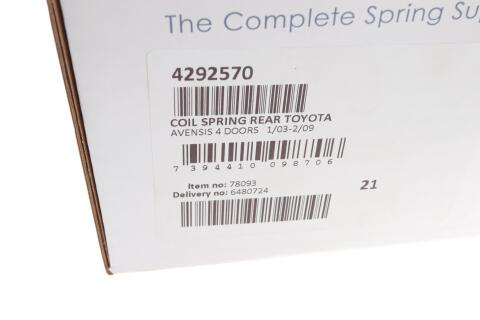 The Complete Spring Su
4292570
COIL SPRING REAR TOYOTA
AVENSIS 4 DOORS 1/03-2/09
7 394410 098706
Item no: 78093
Delivery no: 6480724
21